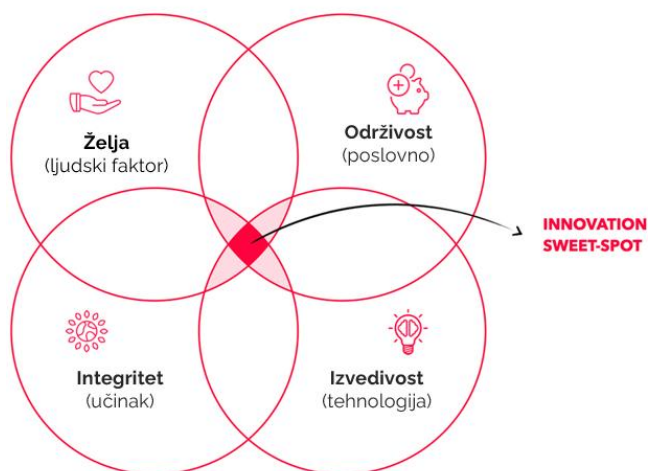 Želja
(ljudski faktor)
Održivost
(poslovno)
INNOVATION
SWEET-SPOT
Integritet
(učinak)
Izvedivost
(tehnologija)